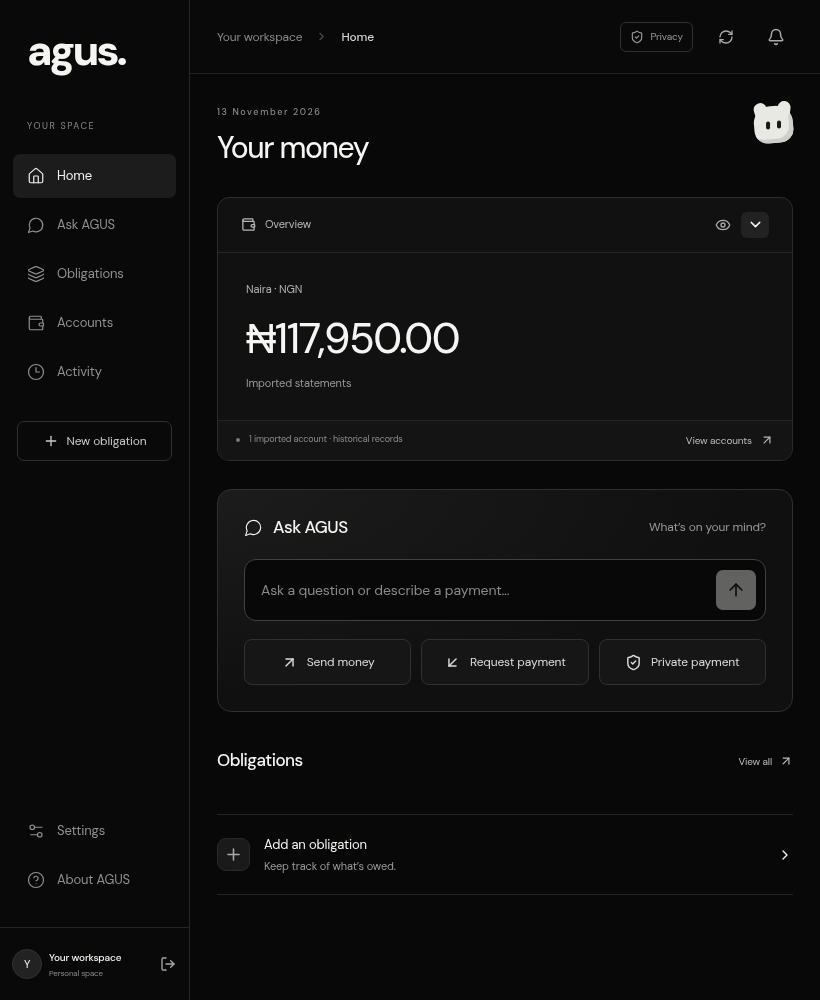 agus.
YOUR SPACE
Home
Ask AGUS
Obligations
Accounts
Activity
New obligation
Settings
About AGUS
Y
Your workspace
Personal space
Your workspace
Home
Privacy
13 November 2026
Your money
Overview
Naira · NGN
₦117,950.00
Imported statements
1 imported account · historical records
View accounts
Ask AGUS
What's on your mind?
Ask a question or describe a payment...
Send money
Request payment
Private payment
Obligations
View all
Add an obligation
Keep track of what's owed.